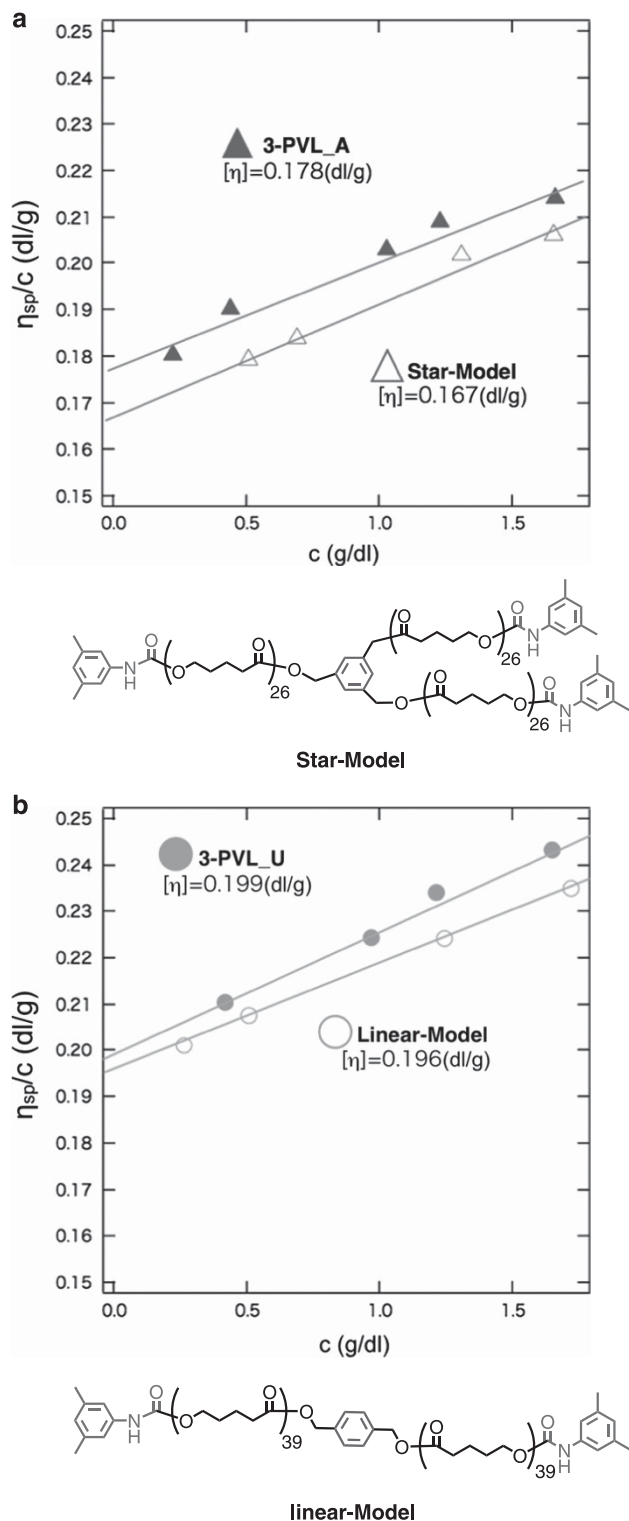 a
0.25
0.24
0.23
0.22
0.21
0.20
0.19
0.18
0.17
0.16
0.15
ηsp/c (dl/g)
3-PVL_A
[η]=0.178(dl/g)
Star-Model
[η]=0.167(dl/g)
0.0 0.5 1.0 1.5
c (g/dl)
O O O 26 N H O
N H O O O 26 O
O O O 26 O N H
Star-Model
b
0.25
0.24
0.23
0.22
0.21
0.20
0.19
0.18
0.17
0.16
0.15
ηsp/c (dl/g)
3-PVL_U
[η]=0.199(dl/g)
Linear-Model
[η]=0.196(dl/g)
0.0 0.5 1.0 1.5
c (g/dl)
N H O O O 39 O O O O 39 O N H
linear-Model